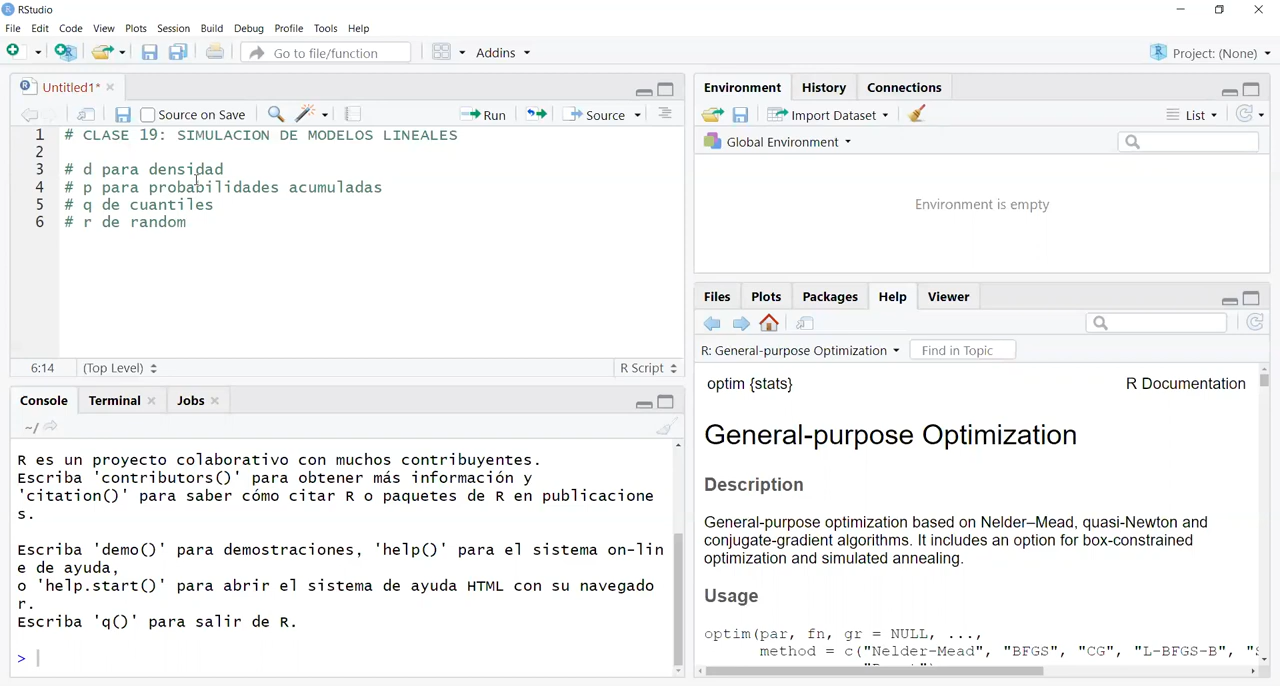 RStudio
File Edit Code View Plots Session Build Debug Profile Tools Help
Go to file/function Addins Project: (None)
Untitled1*
Source on Save Run Source
1 # CLASE 19: SIMULACION DE MODELOS LINEALES
2
3 # d para densidad
4 # p para probabilidades acumuladas
5 # q de cuantiles
6 # r de random
6:14 (Top Level) R Script
Console Terminal Jobs
~/
R es un proyecto colaborativo con muchos contribuyentes.
Escriba 'contributors()' para obtener más información y
'citation()' para saber cómo citar R o paquetes de R en publicacione
s.
Escriba 'demo()' para demostraciones, 'help()' para el sistema on-lin
e de ayuda,
o 'help.start()' para abrir el sistema de ayuda HTML con su navegado
r.
Escriba 'q()' para salir de R.
>
Environment History Connections
Import Dataset List
Global Environment
Environment is empty
Files Plots Packages Help Viewer
R: General-purpose Optimization Find in Topic
optim {stats} R Documentation
General-purpose Optimization
Description
General-purpose optimization based on Nelder–Mead, quasi-Newton and
conjugate-gradient algorithms. It includes an option for box-constrained
optimization and simulated annealing.
Usage
optim(par, fn, gr = NULL, ...,
method = c("Nelder-Mead", "BFGS", "CG", "L-BFGS-B",